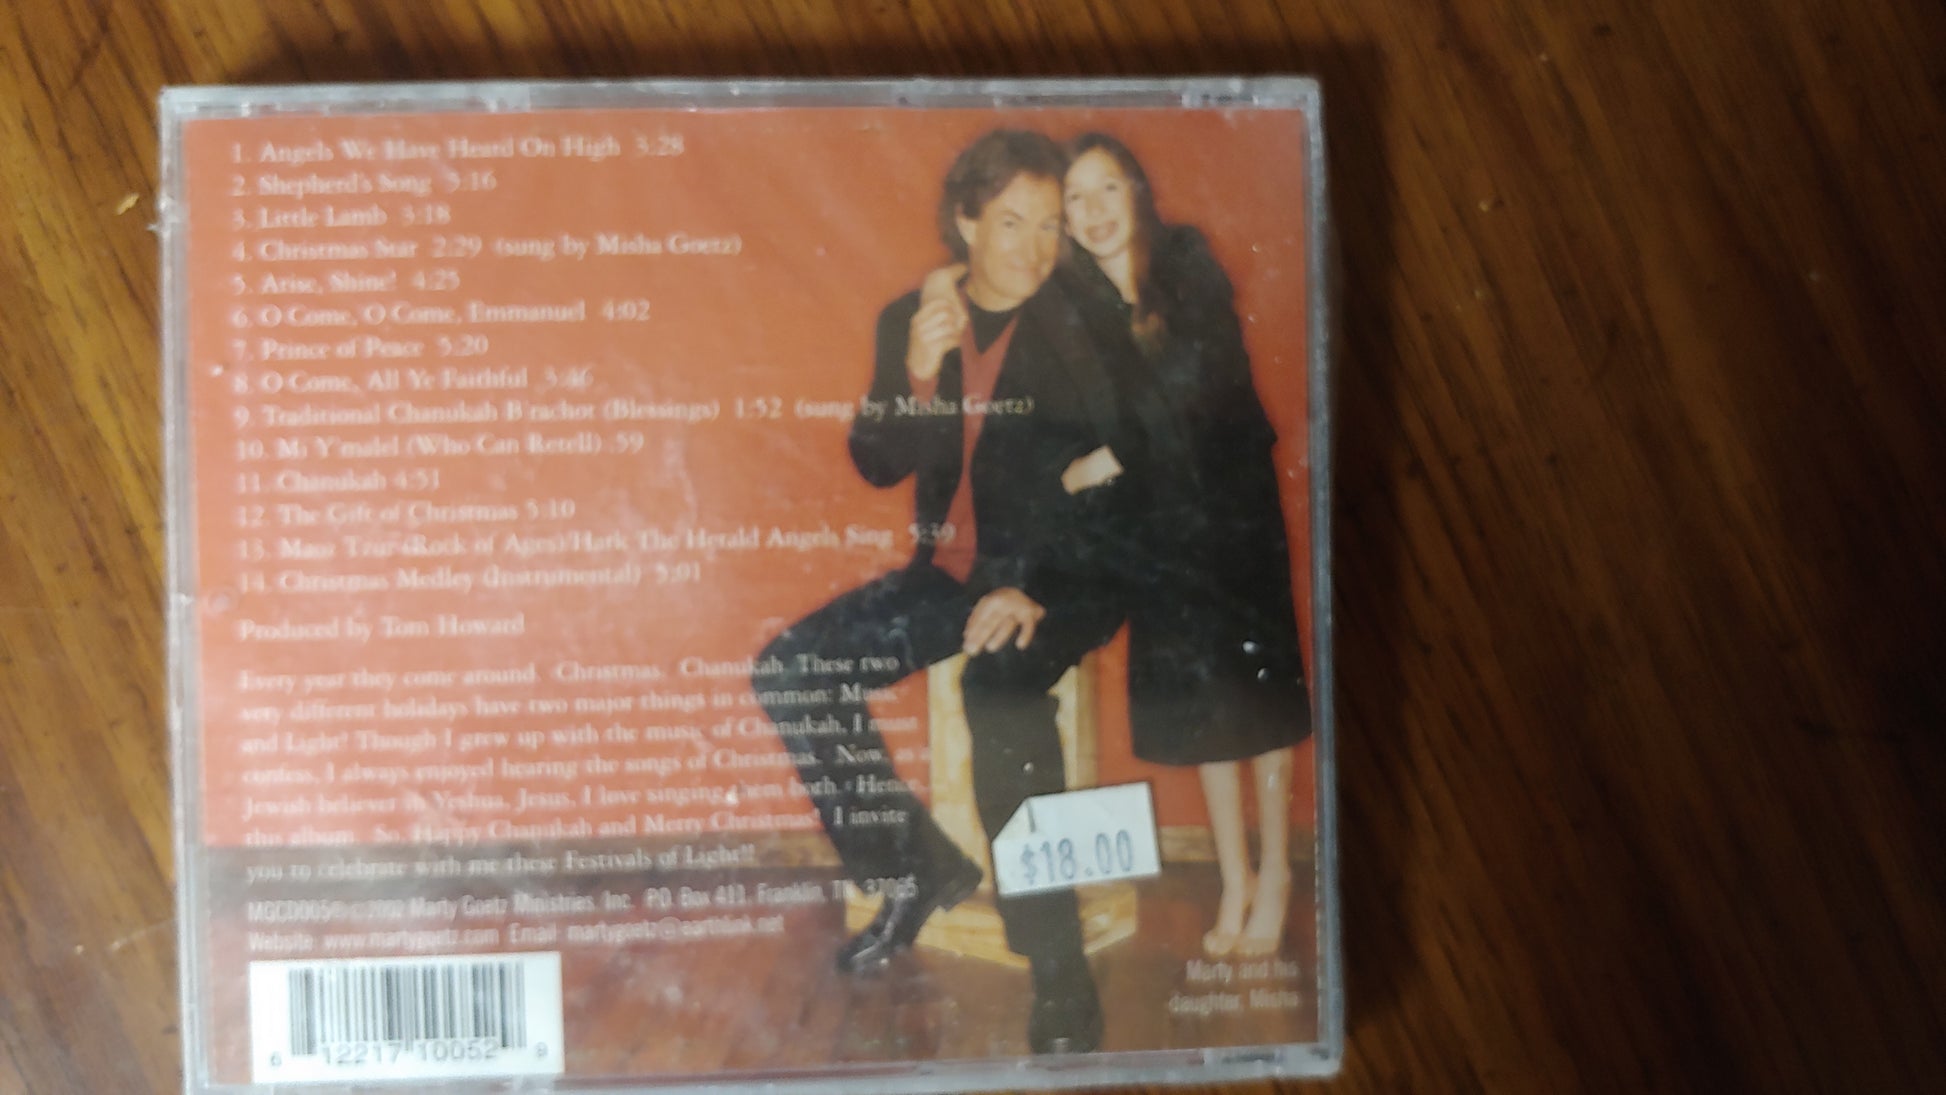 1. Angels We Have Heard On High 3:28
2. Shepherd's Song 5:16
3. Little Lamb 3:18
4. Christmas Star 2:29 (sung by Misha Goetz)
5. Arise, Shine! 4:25
6. O Come, O Come, Emmanuel 4:02
7. Prince of Peace 5:20
8. O Come, All Ye Faithful 3:46
9. Traditional Chanukah B'rachot (Blessings) 1:52 (sung by Misha Goetz)
10. Mi Y'malel (Who Can Retell) :59
11. Chanukah 4:51
12. The Gift of Christmas 5:10
13. Maoz Tzur (Rock of Ages)/Hark The Herald Angels Sing 5:39
14. Christmas Medley (Instrumental) 5:01
Produced by Tom Howard
Every year they come around. Christmas. Chanukah. These two
very different holidays have two major things in common: Music
and Light! Though I grew up with the music of Chanukah, I must
confess, I always enjoyed hearing the songs of Christmas. Now, as a
Jewish believer in Yeshua, Jesus, I love singing them both. Hence,
this album. So, Happy Chanukah and Merry Christmas! I invite
you to celebrate with me these Festivals of Light!!
MGCD005 ℗ © 2002 Marty Goetz Ministries, Inc. P.O. Box 411, Franklin, TN 37065
Website: www.martygoetz.com Email: martygoetz@earthlink.net
$18.00
Marty and his
daughter, Misha
6 12217 10052 9